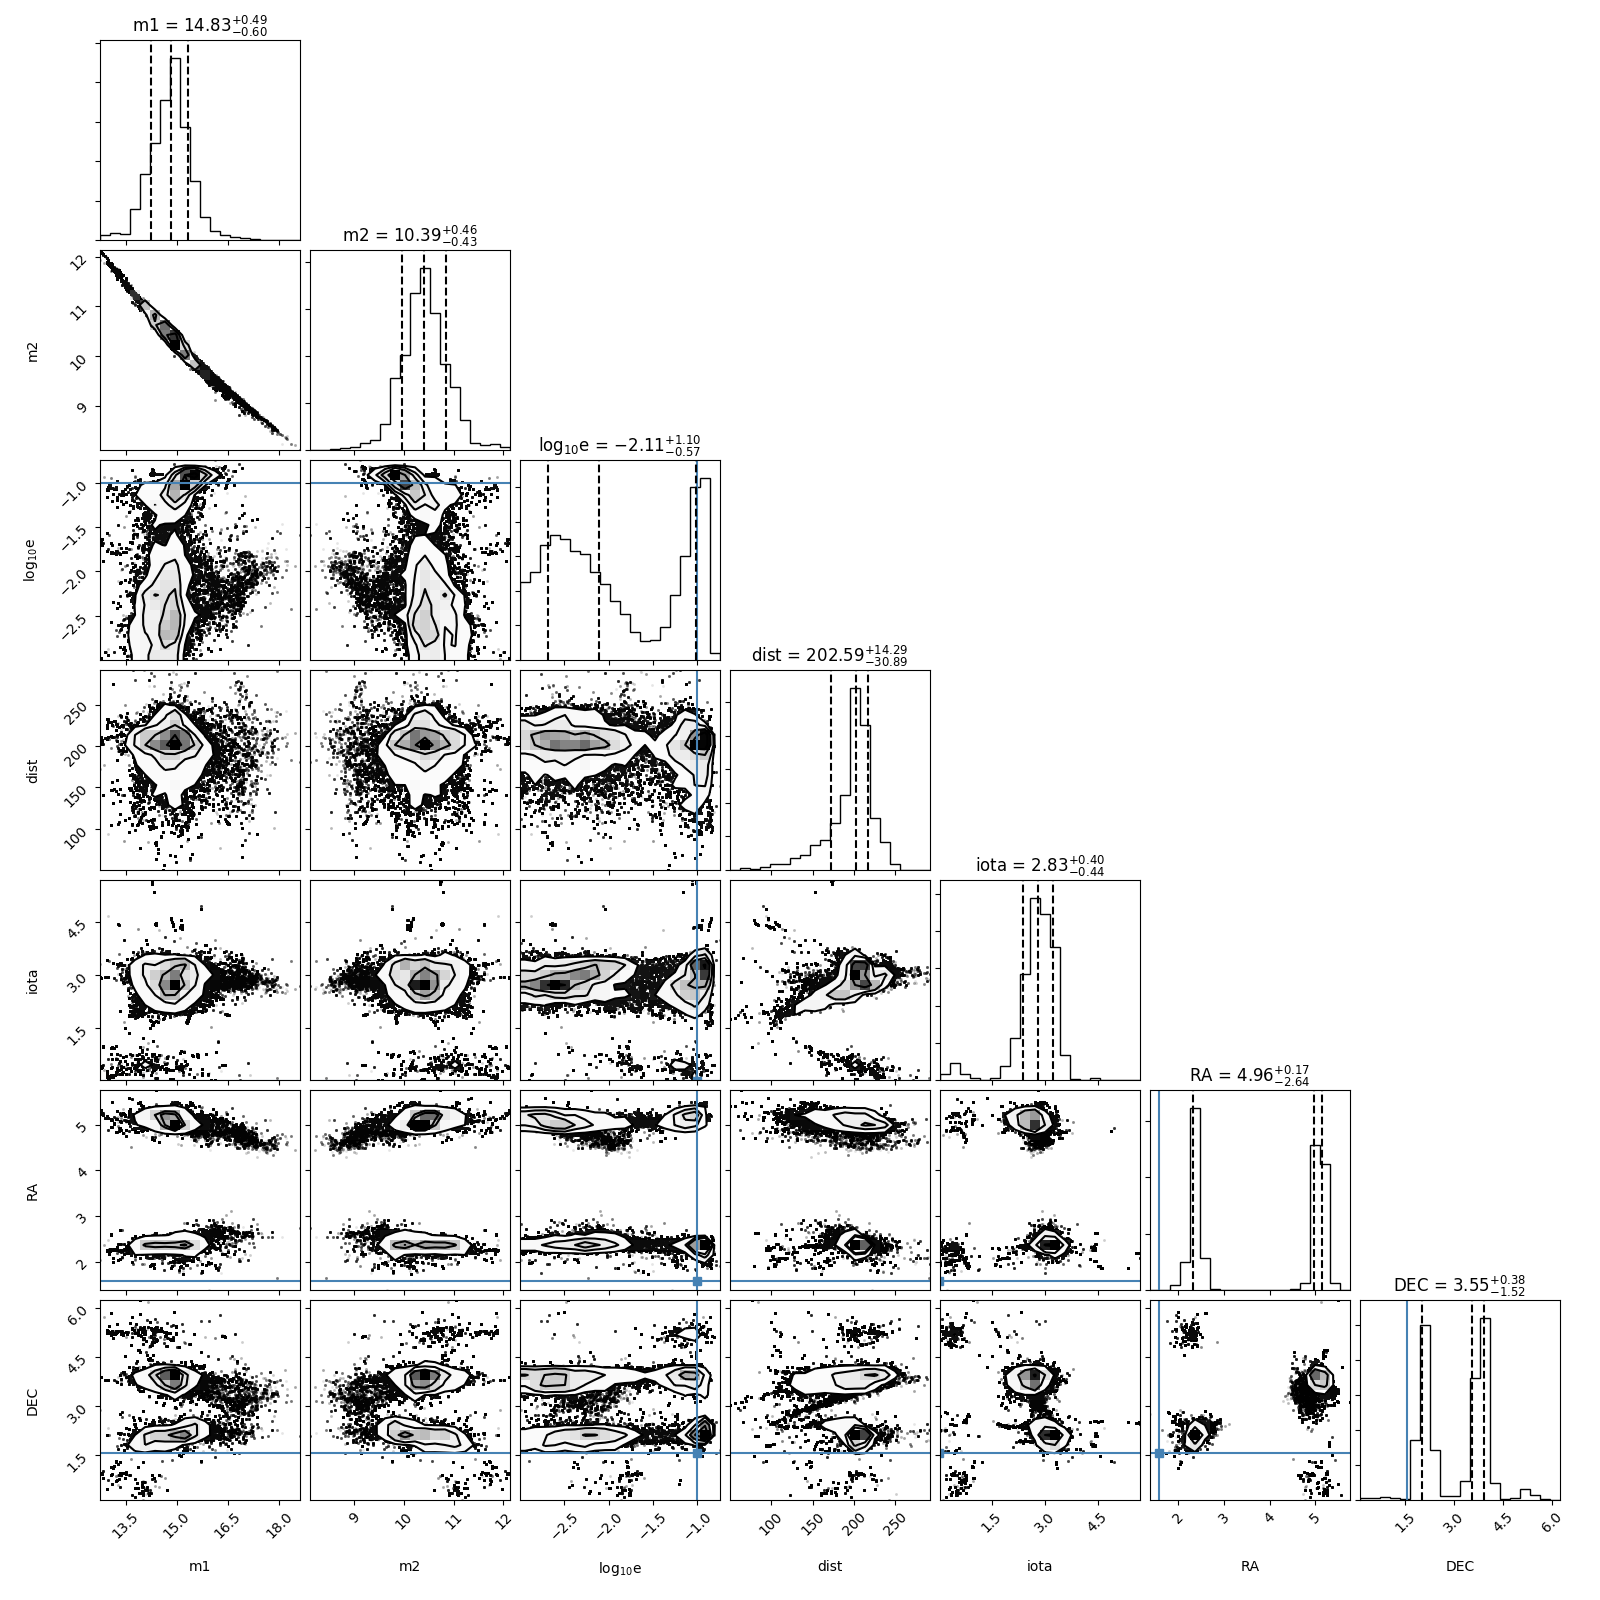 m1 = 14.83+0.49 −0.60
m2 = 10.39+0.46 −0.43
log10e = −2.11+1.10 −0.57
dist = 202.59+14.29 −30.89
iota = 2.83+0.40 −0.44
RA = 4.96+0.17 −2.64
DEC = 3.55+0.38 −1.52
12
11
10
9
m2
−1.0
−1.5
−2.0
−2.5
log10e
250
200
150
100
dist
4.5
3.0
1.5
iota
5
4
3
2
RA
6.0
4.5
3.0
1.5
DEC
13.5 15.0 16.5 18.0
9 10 11 12
−2.5 −2.0 −1.5 −1.0
100 150 200 250
1.5 3.0 4.5
2 3 4 5
1.5 3.0 4.5 6.0
m1 m2 log10e dist iota RA DEC